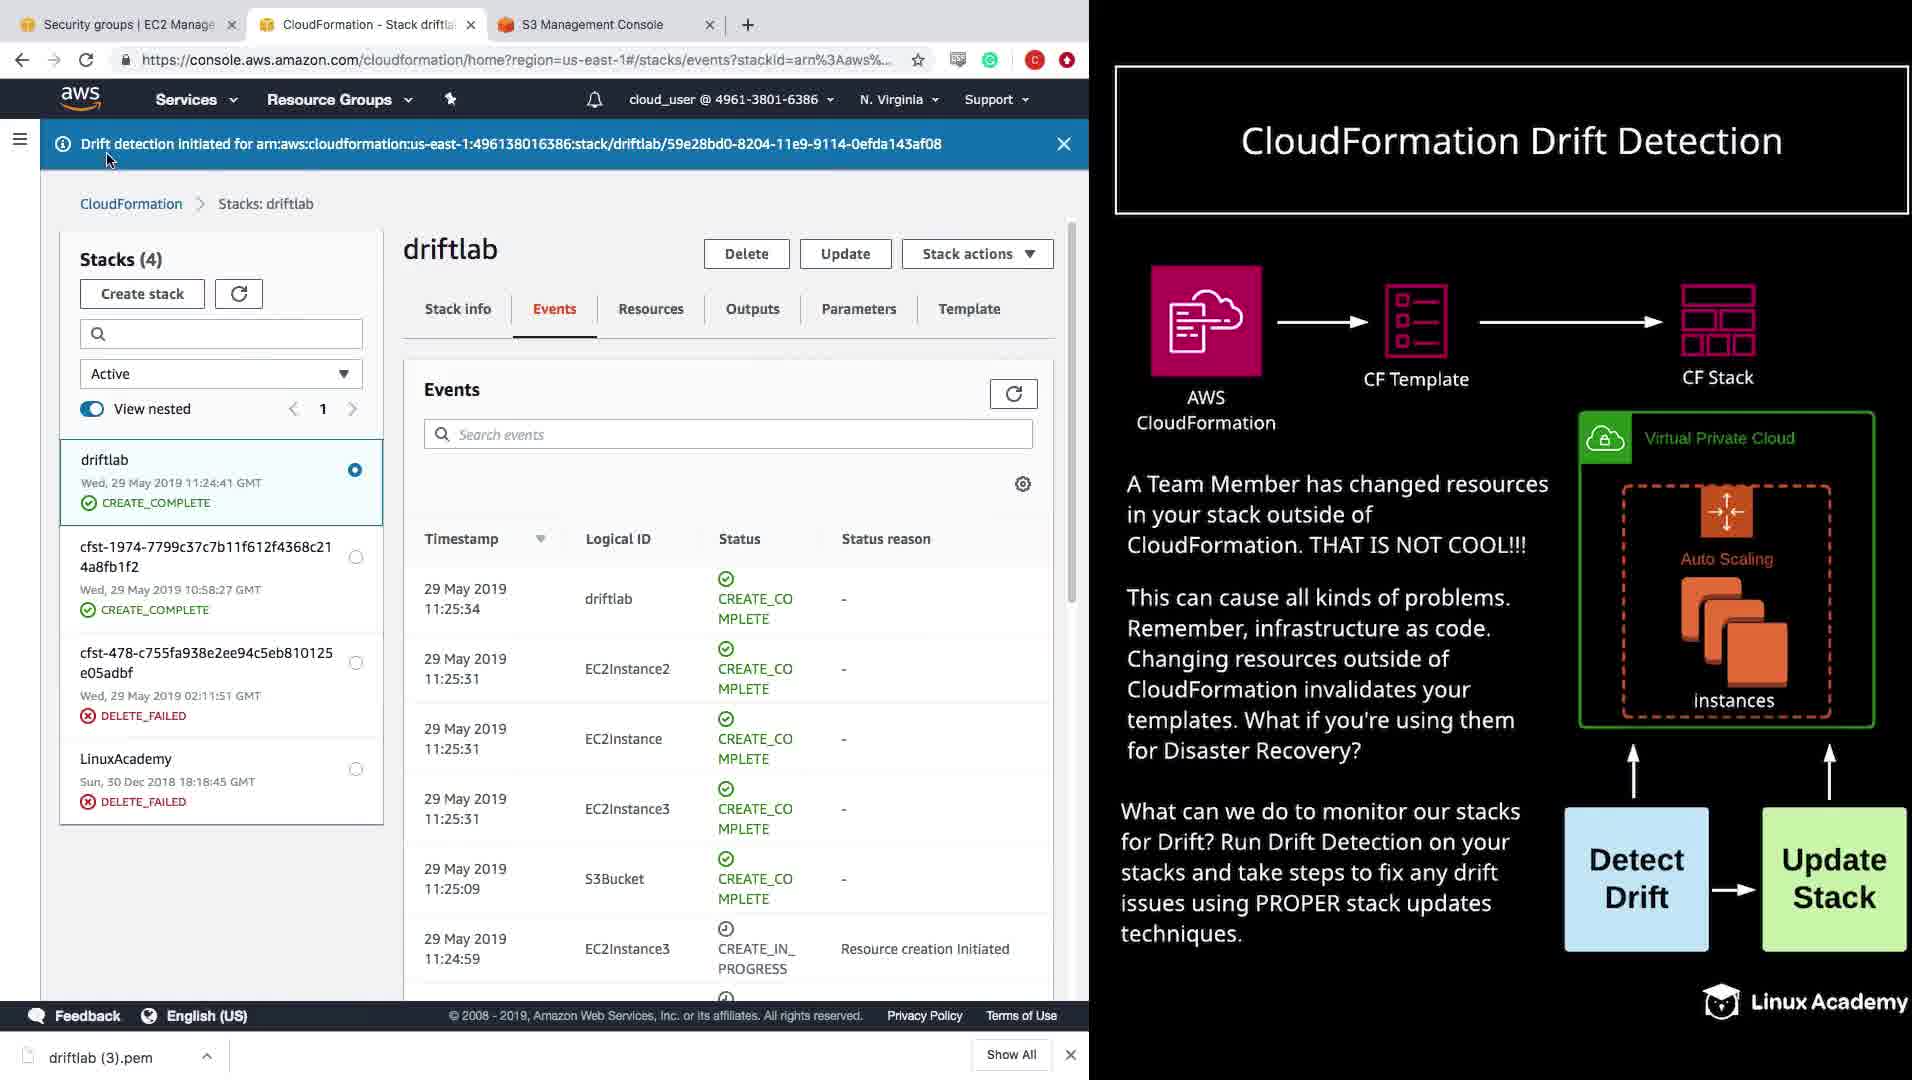 Security groups | EC2 Manage
CloudFormation - Stack driftla
S3 Management Console
https://console.aws.amazon.com/cloudformation/home?region=us-east-1#/stacks/events?stackId=arn%3Aaws%...
C
aws
Services
Resource Groups
cloud_user @ 4961-3801-6386
N. Virginia
Support
Drift detection initiated for arn:aws:cloudformation:us-east-1:496138016386:stack/driftlab/59e28bd0-8204-11e9-9114-0efda143af08
CloudFormation
Stacks: driftlab
Stacks (4)
Create stack
Active
View nested
1
driftlab
Wed, 29 May 2019 11:24:41 GMT
CREATE_COMPLETE
cfst-1974-7799c37c7b11f612f4368c21
4a8fb1f2
Wed, 29 May 2019 10:58:27 GMT
CREATE_COMPLETE
cfst-478-c755fa938e2ee94c5eb810125
e05adbf
Wed, 29 May 2019 02:11:51 GMT
DELETE_FAILED
LinuxAcademy
Sun, 30 Dec 2018 18:18:45 GMT
DELETE_FAILED
driftlab
Delete
Update
Stack actions
Stack info
Events
Resources
Outputs
Parameters
Template
Events
Search events
Timestamp
Logical ID
Status
Status reason
29 May 2019
11:25:34
driftlab
CREATE_CO
MPLETE
-
29 May 2019
11:25:31
EC2Instance2
CREATE_CO
MPLETE
-
29 May 2019
11:25:31
EC2Instance
CREATE_CO
MPLETE
-
29 May 2019
11:25:31
EC2Instance3
CREATE_CO
MPLETE
-
29 May 2019
11:25:09
S3Bucket
CREATE_CO
MPLETE
-
29 May 2019
11:24:59
EC2Instance3
CREATE_IN_
PROGRESS
Resource creation Initiated
Feedback
English (US)
© 2008 - 2019, Amazon Web Services, Inc. or its affiliates. All rights reserved.
Privacy Policy
Terms of Use
driftlab (3).pem
Show All
CloudFormation Drift Detection
AWS
CloudFormation
CF Template
CF Stack
A Team Member has changed resources
in your stack outside of
CloudFormation. THAT IS NOT COOL!!!
This can cause all kinds of problems.
Remember, infrastructure as code.
Changing resources outside of
CloudFormation invalidates your
templates. What if you're using them
for Disaster Recovery?
What can we do to monitor our stacks
for Drift? Run Drift Detection on your
stacks and take steps to fix any drift
issues using PROPER stack updates
techniques.
Virtual Private Cloud
Auto Scaling
instances
Detect
Drift
Update
Stack
Linux Academy